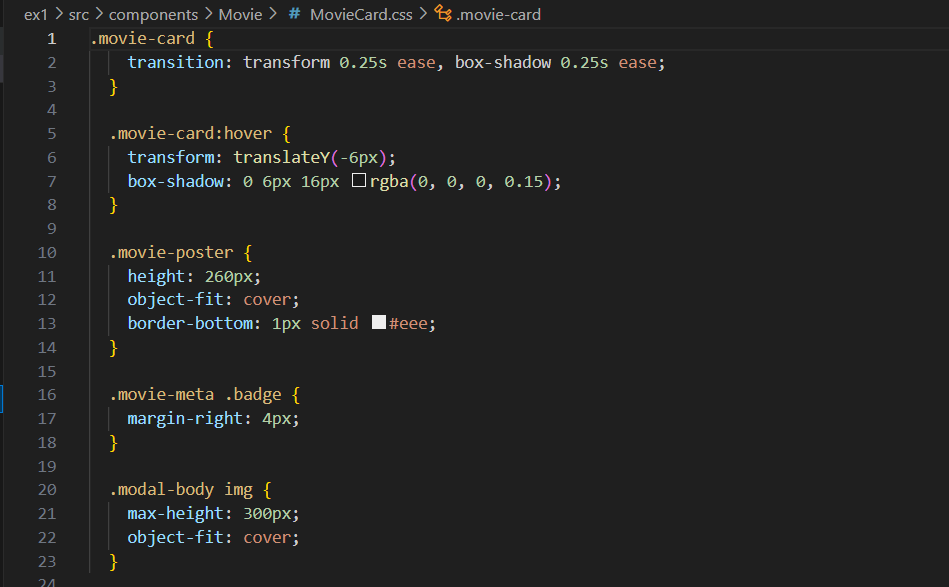 ex1 > src > components > Movie > # MovieCard.css > .movie-card
1 .movie-card {
2 transition: transform 0.25s ease, box-shadow 0.25s ease;
3 }
4
5 .movie-card:hover {
6 transform: translateY(-6px);
7 box-shadow: 0 6px 16px rgba(0, 0, 0, 0.15);
8 }
9
10 .movie-poster {
11 height: 260px;
12 object-fit: cover;
13 border-bottom: 1px solid #eee;
14 }
15
16 .movie-meta .badge {
17 margin-right: 4px;
18 }
19
20 .modal-body img {
21 max-height: 300px;
22 object-fit: cover;
23 }
24